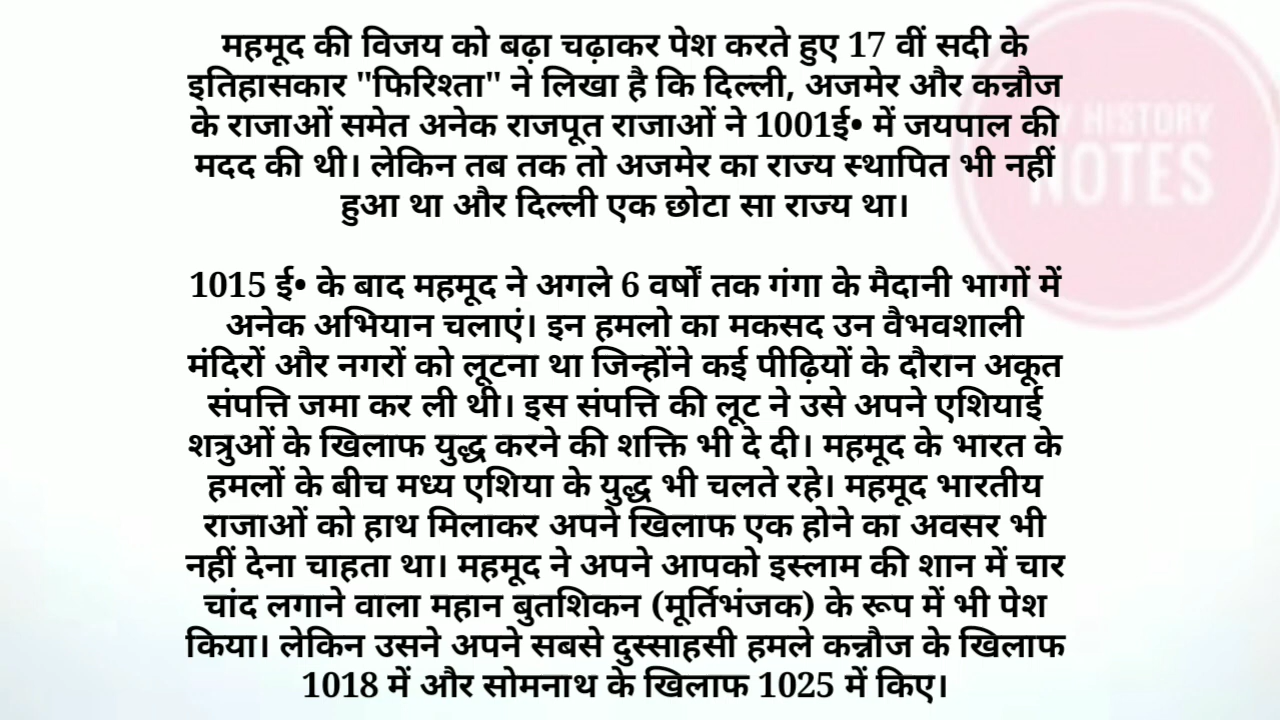 महमूद की विजय को बढ़ा चढ़ाकर पेश करते हुए 17 वीं सदी के
इतिहासकार "फिरिश्ता" ने लिखा है कि दिल्ली, अजमेर और कन्नौज
के राजाओं समेत अनेक राजपूत राजाओं ने 1001ई• में जयपाल की
मदद की थी। लेकिन तब तक तो अजमेर का राज्य स्थापित भी नहीं
हुआ था और दिल्ली एक छोटा सा राज्य था।
1015 ई• के बाद महमूद ने अगले 6 वर्षों तक गंगा के मैदानी भागों में
अनेक अभियान चलाएं। इन हमलो का मकसद उन वैभवशाली
मंदिरों और नगरों को लूटना था जिन्होंने कई पीढ़ियों के दौरान अकूत
संपत्ति जमा कर ली थी। इस संपत्ति की लूट ने उसे अपने एशियाई
शत्रुओं के खिलाफ युद्ध करने की शक्ति भी दे दी। महमूद के भारत के
हमलों के बीच मध्य एशिया के युद्ध भी चलते रहे। महमूद भारतीय
राजाओं को हाथ मिलाकर अपने खिलाफ एक होने का अवसर भी
नहीं देना चाहता था। महमूद ने अपने आपको इस्लाम की शान में चार
चांद लगाने वाला महान बुतशिकन (मूर्तिभंजक) के रूप में भी पेश
किया। लेकिन उसने अपने सबसे दुस्साहसी हमले कन्नौज के खिलाफ
1018 में और सोमनाथ के खिलाफ 1025 में किए।
HISTORY
NOTES